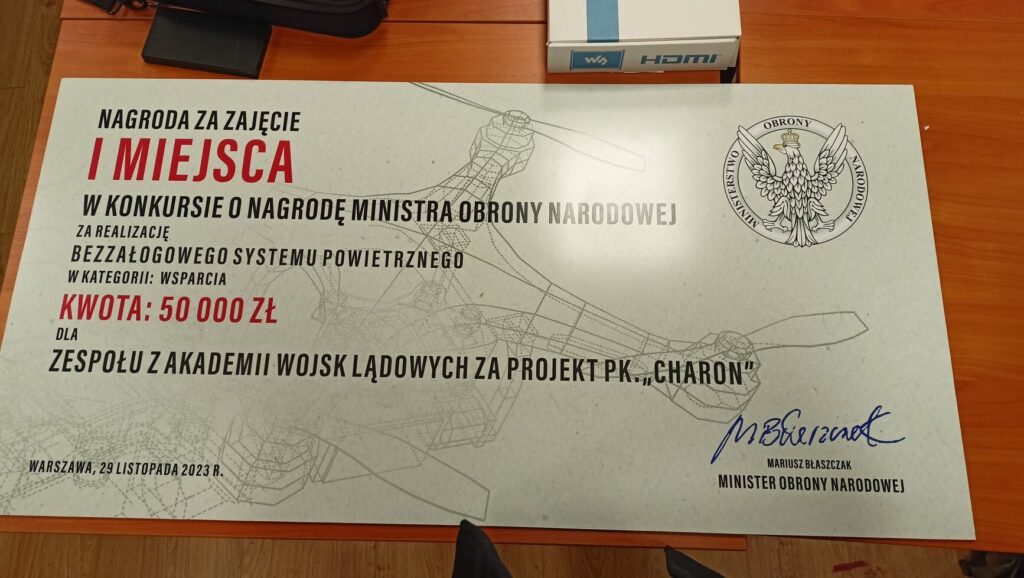 WS HDMI
NAGRODA ZA ZAJĘCIE
I MIEJSCA
W KONKURSIE O NAGRODĘ MINISTRA OBRONY NARODOWEJ
ZA REALIZACJĘ
BEZZAŁOGOWEGO SYSTEMU POWIETRZNEGO
W KATEGORII: WSPARCIA
KWOTA: 50 000 ZŁ
DLA
ZESPOŁU Z AKADEMII WOJSK LĄDOWYCH ZA PROJEKT PK. „CHARON"
WARSZAWA, 29 LISTOPADA 2023 R.
MINISTERSTWO OBRONY NARODOWEJ
MBłaszczak
MARIUSZ BŁASZCZAK
MINISTER OBRONY NARODOWEJ